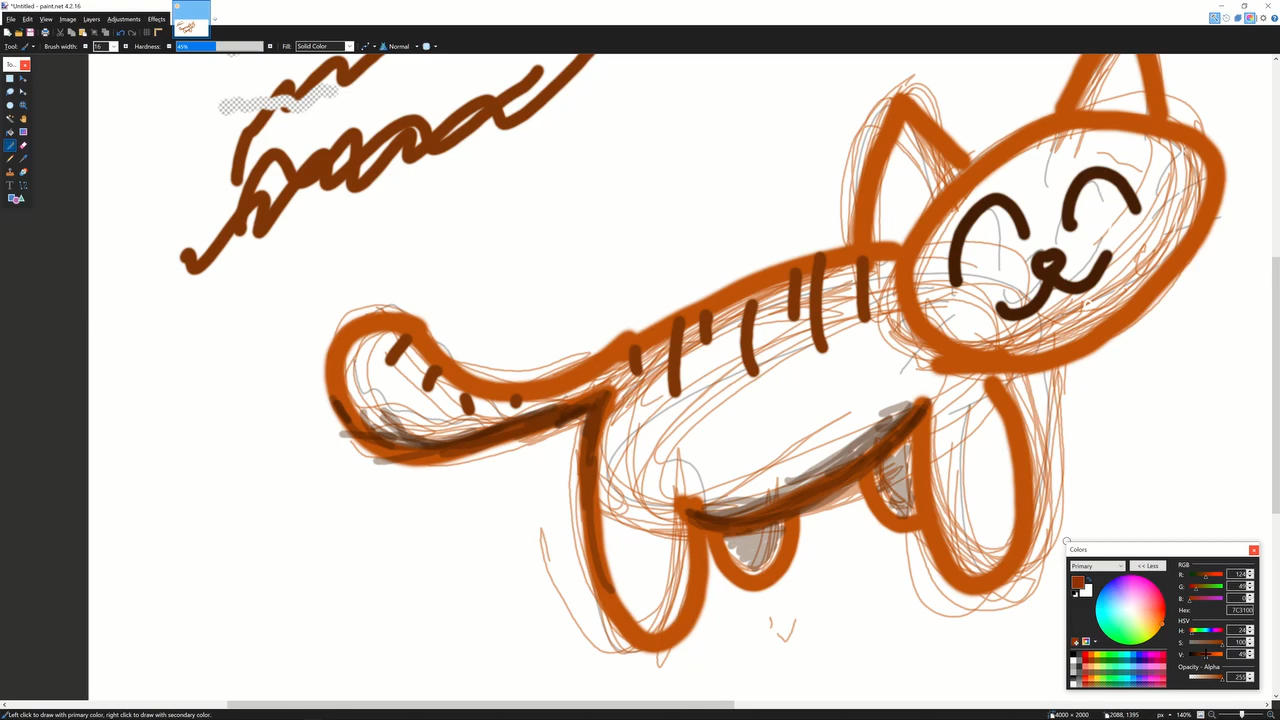 *Untitled - paint.net 4.2.16
File Edit View Image Layers Adjustments Effects
Tool: Brush width: 16 Hardness: 45% Fill: Solid Color Normal
To...
Colors
Primary << Less
RGB
R: 124
G: 49
B: 0
Hex: 7C3100
HSV
H: 24
S: 100
V: 49
Opacity - Alpha
255
Left click to draw with primary color, right click to draw with secondary color.
4000 × 2000 2088, 1395 px 140%